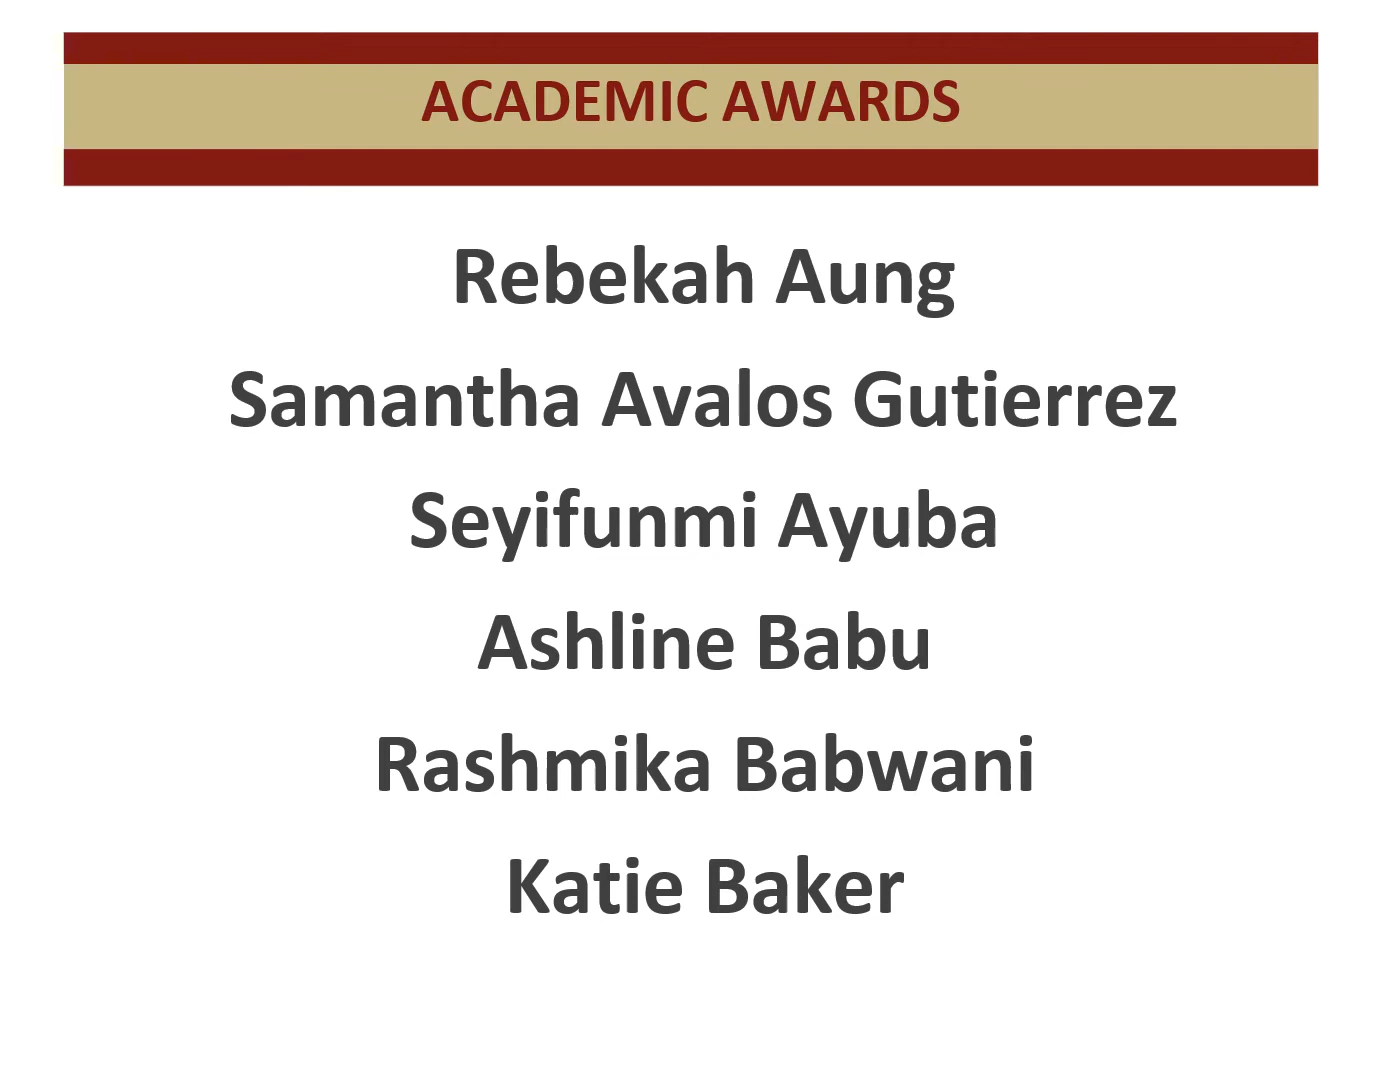 ACADEMIC AWARDS
Rebekah Aung
Samantha Avalos Gutierrez
Seyifunmi Ayuba
Ashline Babu
Rashmika Babwani
Katie Baker